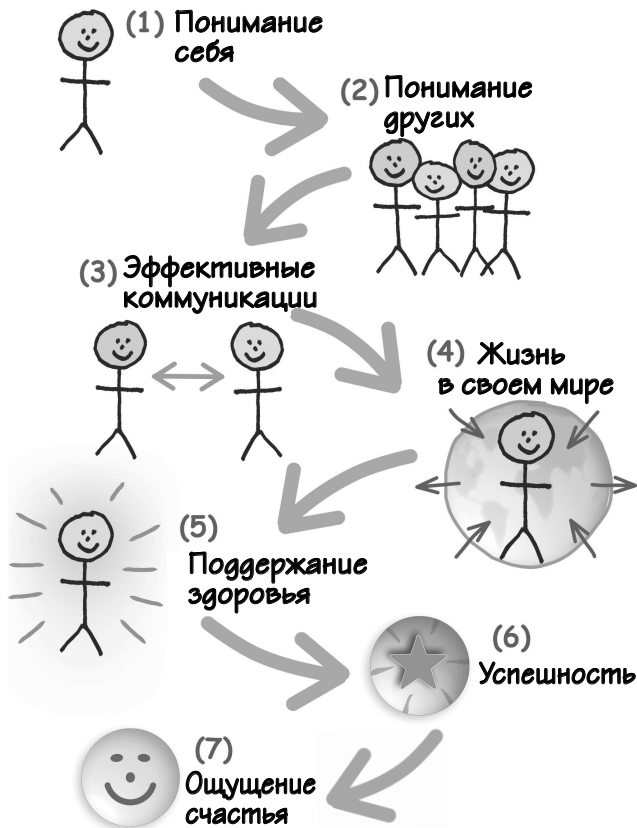 (1) Понимание
себя
(2) Понимание
других
(3) Эффективные
коммуникации
(4) Жизнь
в своем мире
(5)
Поддержание
здоровья
(6)
Успешность
(7)
Ощущение
счастья